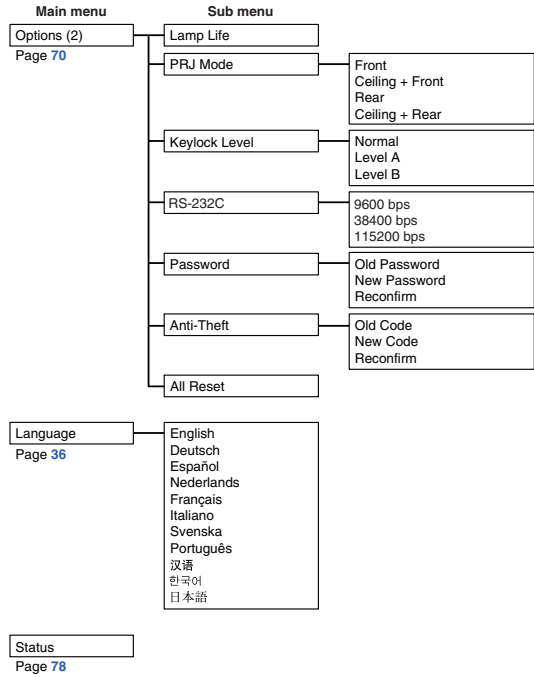 Main menu
Sub menu
Options (2)
Page 70
Lamp Life
PRJ Mode
Front
Ceiling + Front
Rear
Ceiling + Rear
Keylock Level
Normal
Level A
Level B
RS-232C
9600 bps
38400 bps
115200 bps
Password
Old Password
New Password
Reconfirm
Anti-Theft
Old Code
New Code
Reconfirm
All Reset
Language
Page 36
English
Deutsch
Español
Nederlands
Français
Italiano
Svenska
Português
汉语
한국어
日本語
Status
Page 78